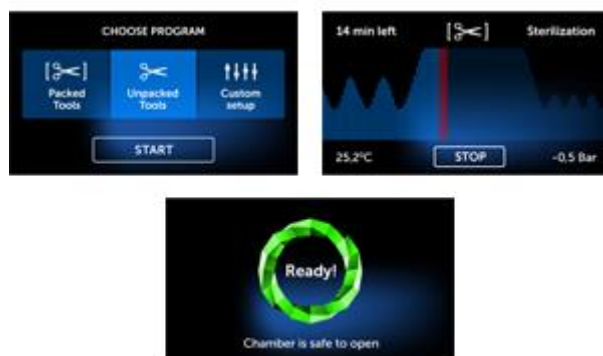 CHOOSE PROGRAM
Packed
Tools
Unpacked
Tools
Custom
setup
START
14 min left
Sterilization
25,2°C
STOP
-0,5 Bar
Ready!
Chamber is safe to open